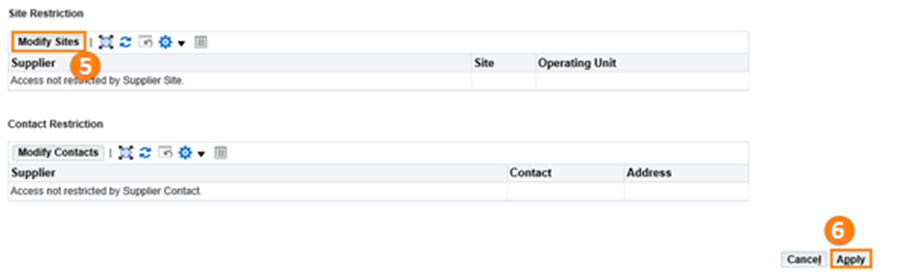 Site Restriction
Modify Sites
5
Supplier Site Operating Unit
Access not restricted by Supplier Site.
Contact Restriction
Modify Contacts
Supplier Contact Address
Access not restricted by Supplier Contact.
6
Cancel Apply